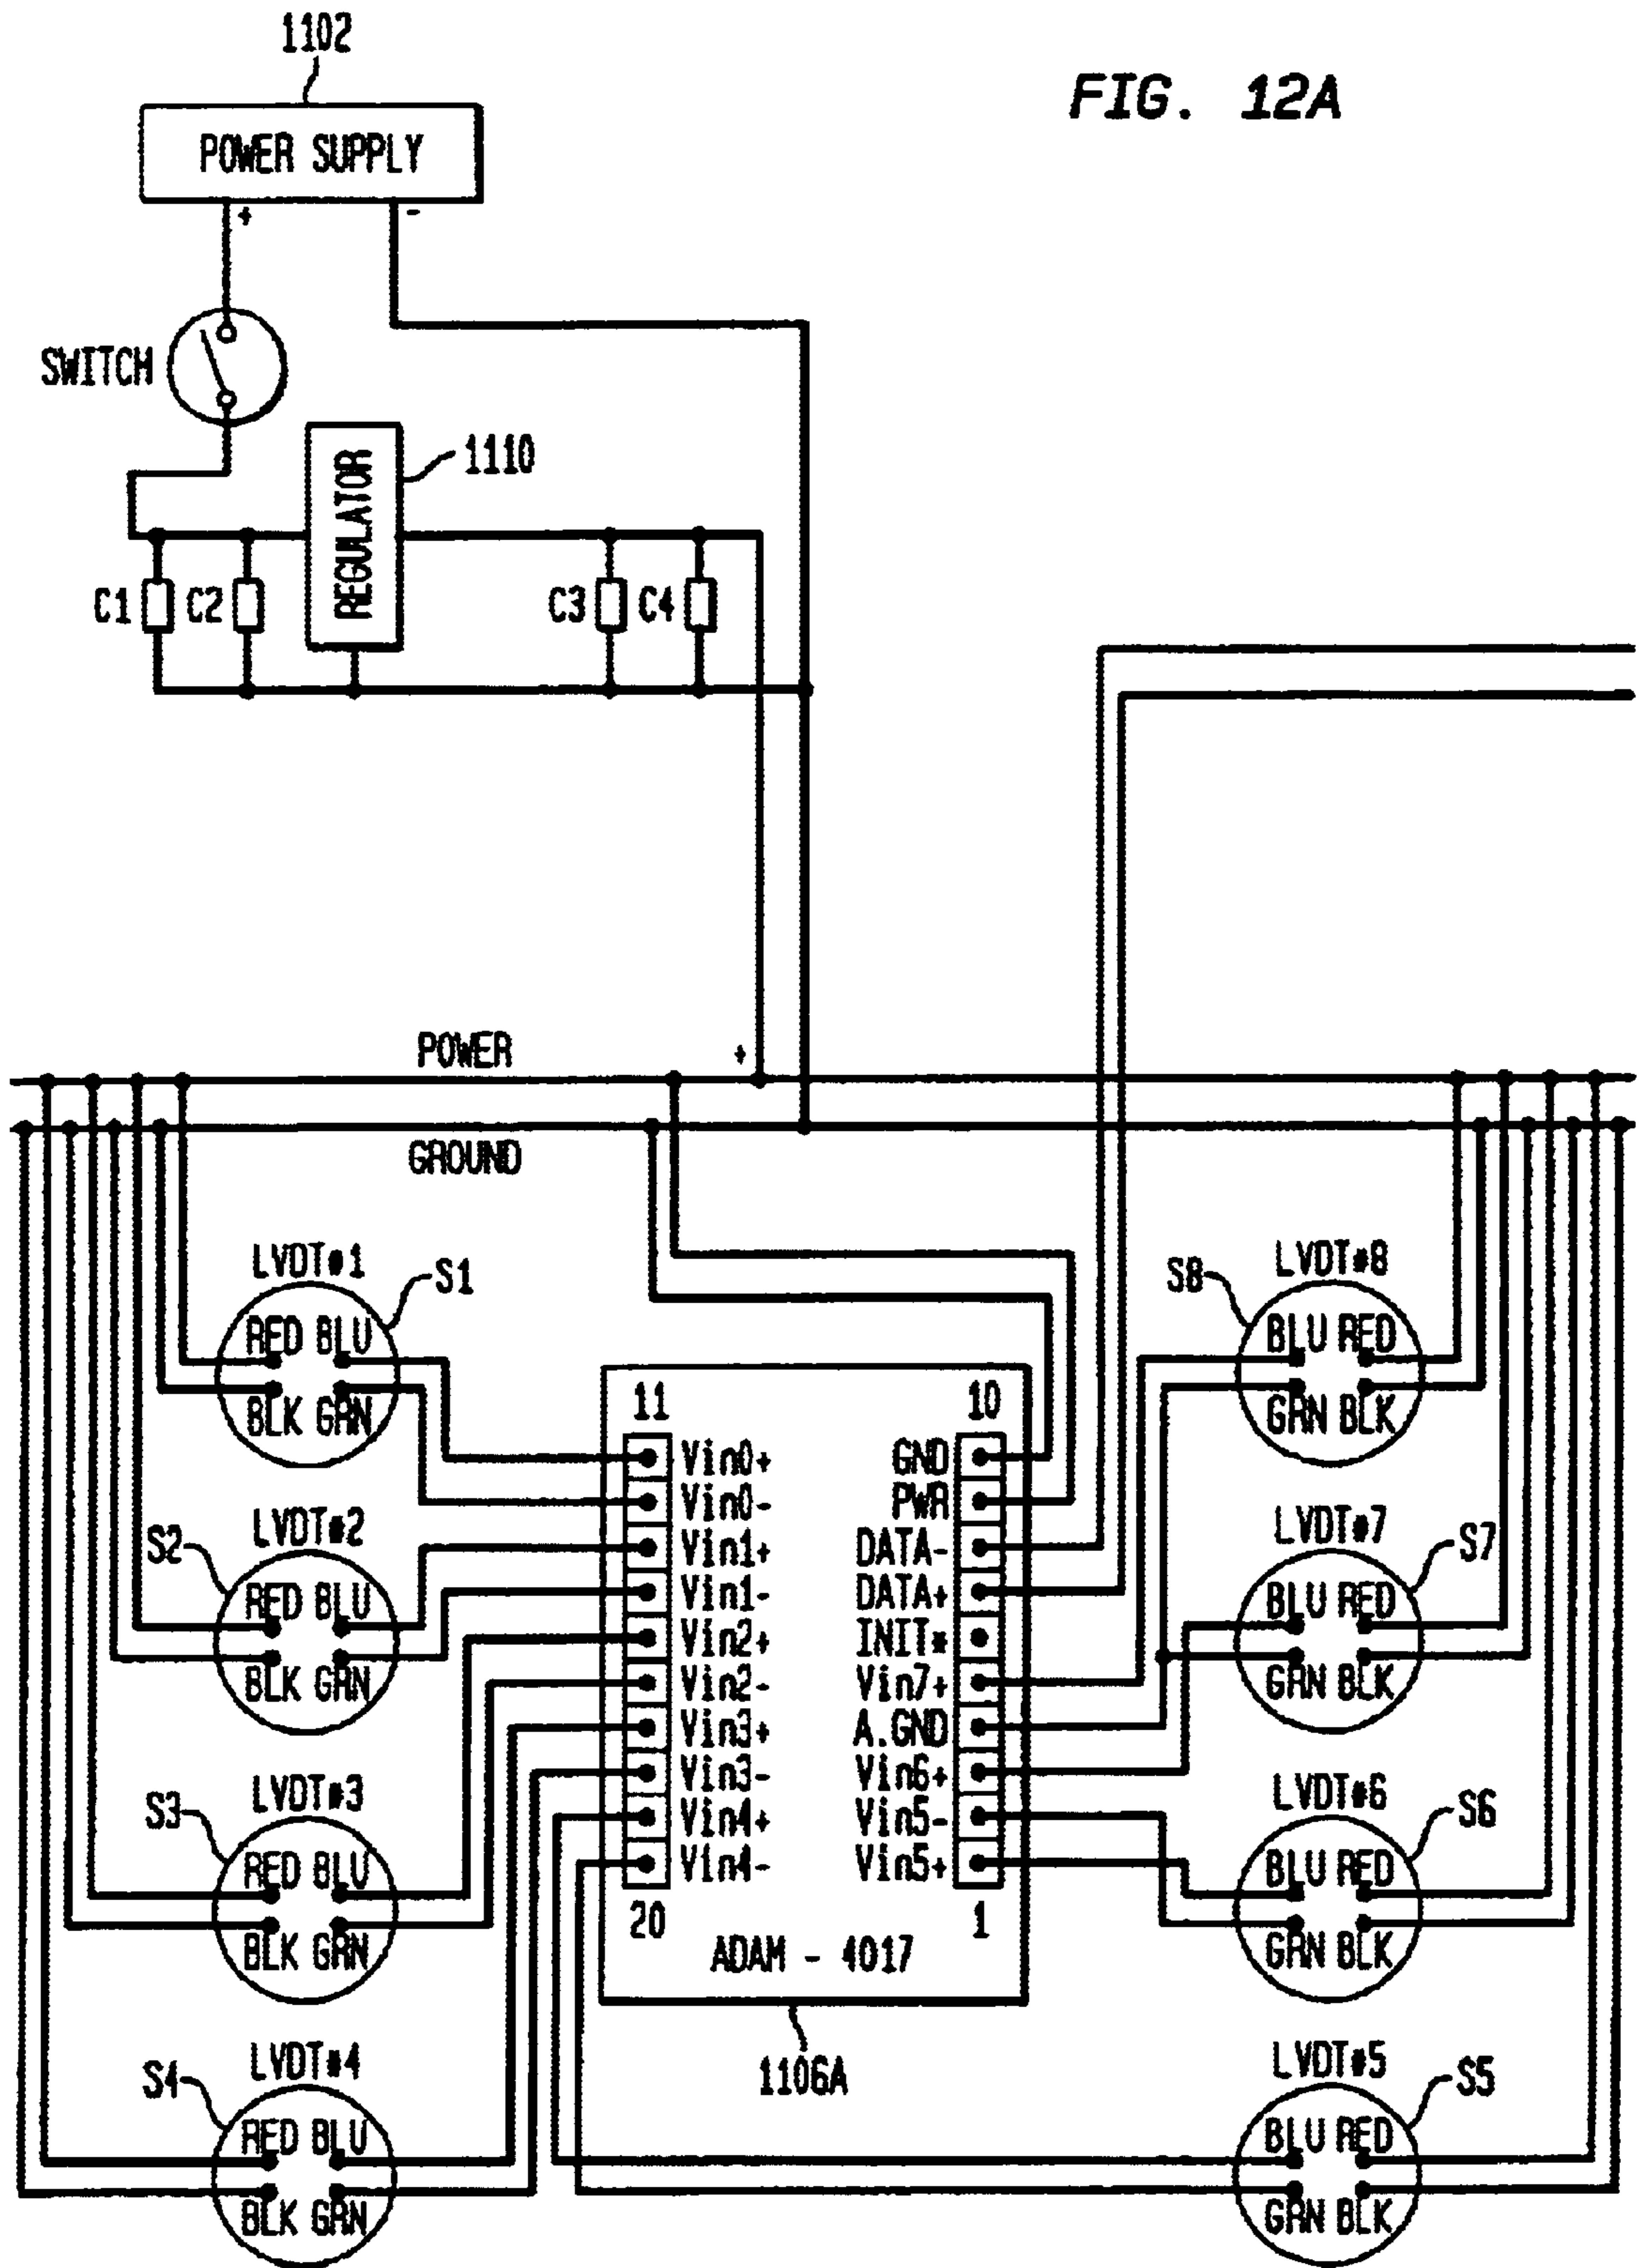 1102
FIG. 12A
POWER SUPPLY
+ -
SWITCH
REGULATOR
1110
C1 C2 C3 C4
POWER +
GROUND
LVDT#1 S1
RED BLU
BLK GRN
S2 LVDT#2
RED BLU
BLK GRN
S3 LVDT#3
RED BLU
BLK GRN
S4 LVDT#4
RED BLU
BLK GRN
11 10
Vin0+ GND
Vin0- PWR
Vin1+ DATA-
Vin1- DATA+
Vin2+ INIT*
Vin2- Vin7+
Vin3+ A.GND
Vin3- Vin6+
Vin4+ Vin5-
Vin4- Vin5+
20 1
ADAM - 4017
1106A
S8 LVDT#8
BLU RED
GRN BLK
LVDT#7 S7
BLU RED
GRN BLK
LVDT#6 S6
BLU RED
GRN BLK
LVDT#5 S5
BLU RED
GRN BLK